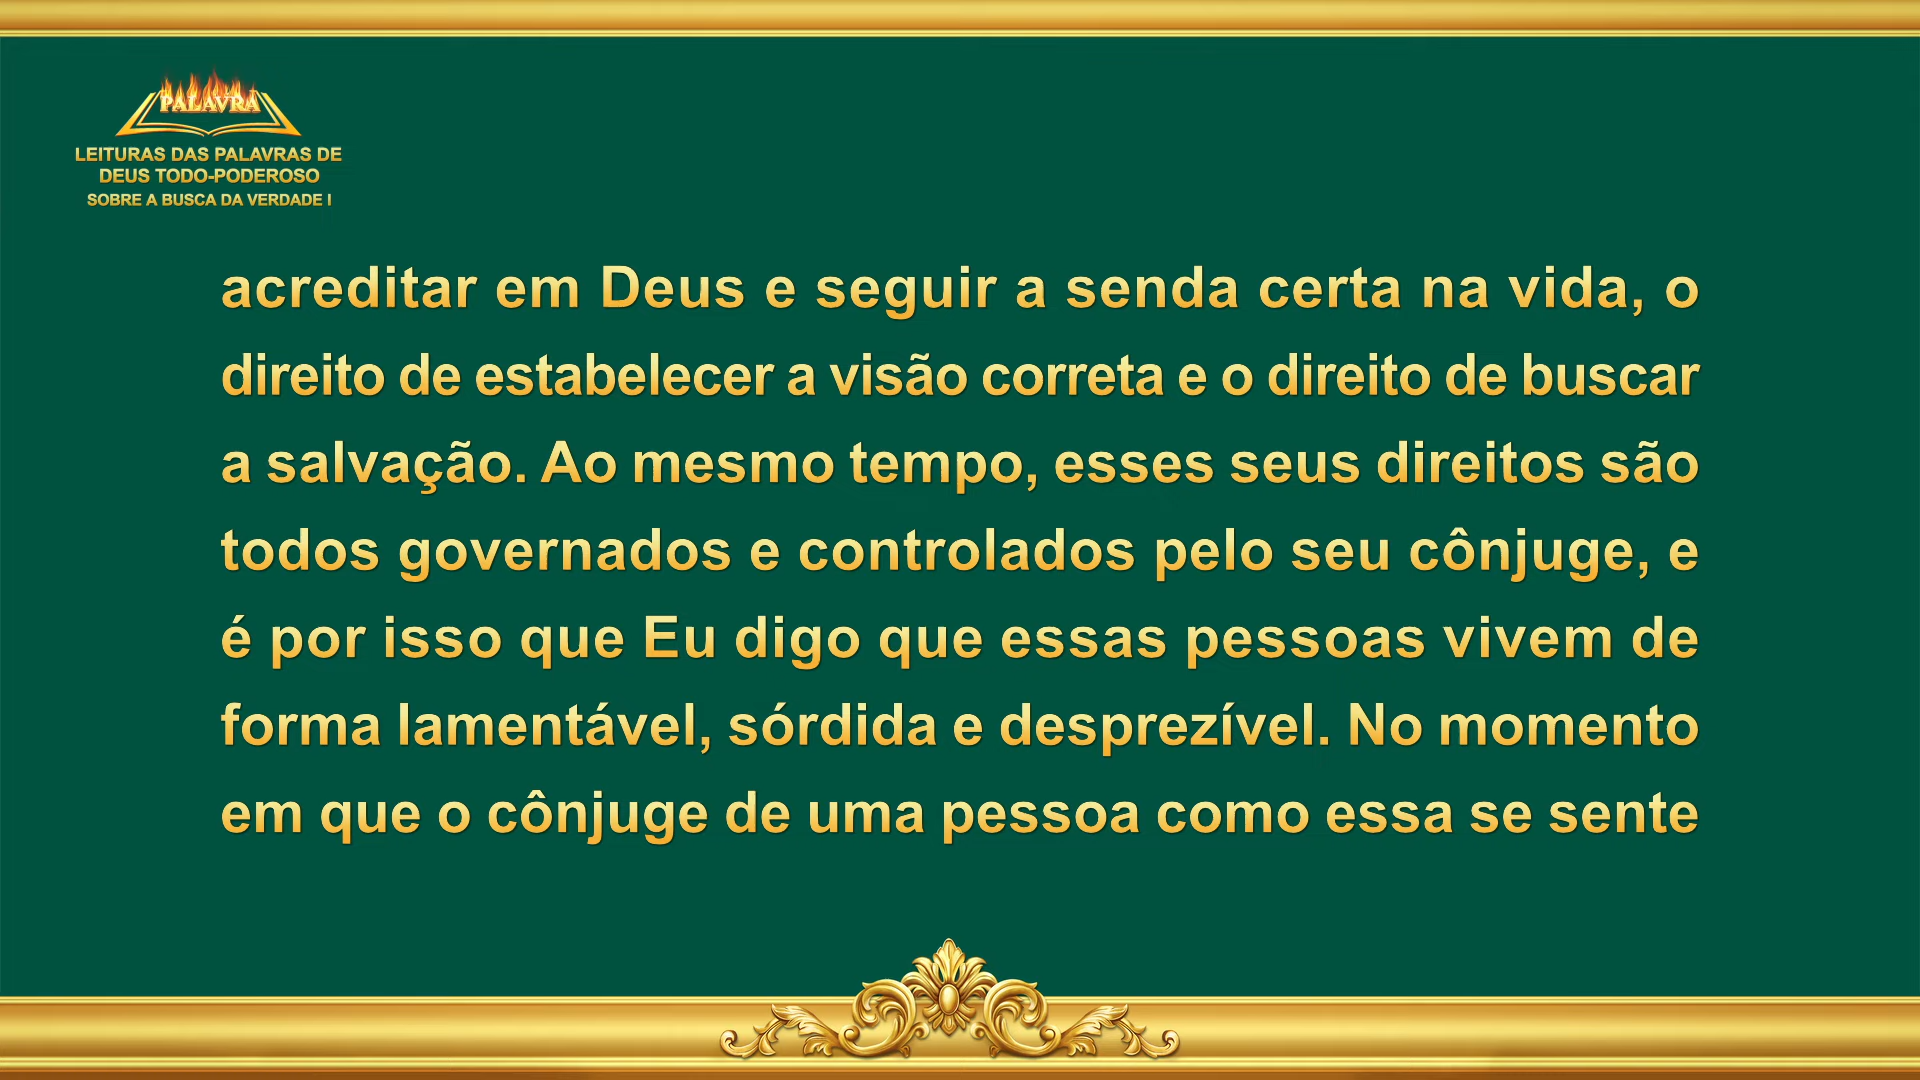 PALAVRA
LEITURAS DAS PALAVRAS DE
DEUS TODO-PODEROSO
SOBRE A BUSCA DA VERDADE I
acreditar em Deus e seguir a senda certa na vida, o
direito de estabelecer a visão correta e o direito de buscar
a salvação. Ao mesmo tempo, esses seus direitos são
todos governados e controlados pelo seu cônjuge, e
é por isso que Eu digo que essas pessoas vivem de
forma lamentável, sórdida e desprezível. No momento
em que o cônjuge de uma pessoa como essa se sente